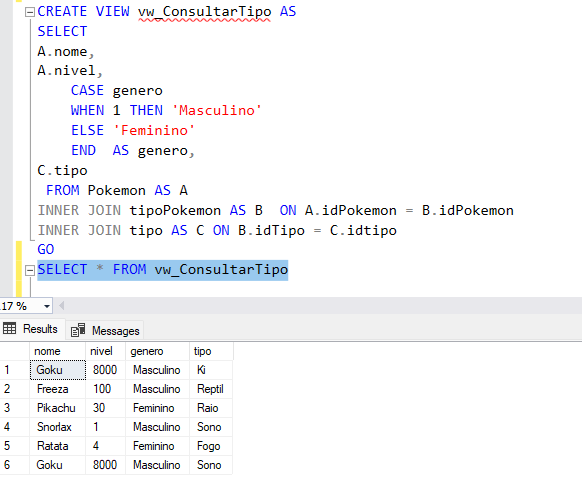 CREATE VIEW vw_ConsultarTipo AS
SELECT
A.nome,
A.nivel,
CASE genero
WHEN 1 THEN 'Masculino'
ELSE 'Feminino'
END  AS genero,
C.tipo
FROM Pokemon AS A
INNER JOIN tipoPokemon AS B  ON A.idPokemon = B.idPokemon
INNER JOIN tipo AS C ON B.idTipo = C.idtipo
GO
SELECT * FROM vw_ConsultarTipo
17 %
Results Messages
nome nivel genero tipo
1 Goku 8000 Masculino Ki
2 Freeza 100 Masculino Reptil
3 Pikachu 30 Feminino Raio
4 Snorlax 1 Masculino Sono
5 Ratata 4 Feminino Fogo
6 Goku 8000 Masculino Sono